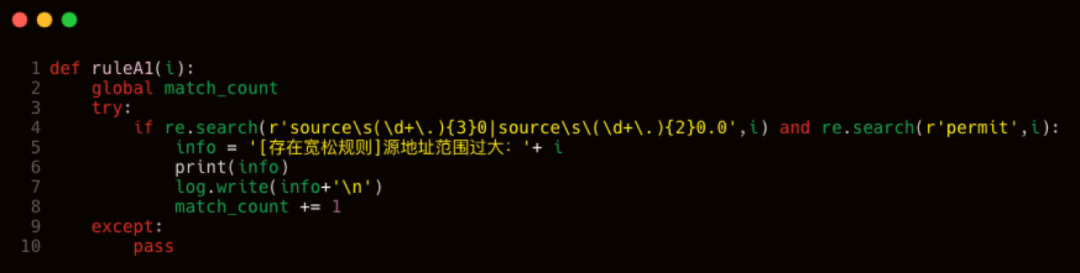 1 def ruleA1(i):
2     global match_count
3     try:
4         if re.search(r'source\s(\d+\.){3}0|source\s\(\d+\.){2}0.0',i) and re.search(r'permit',i):
5             info = '[存在宽松规则]源地址范围过大：'+ i
6             print(info)
7             log.write(info+'\n')
8             match_count += 1
9     except:
10         pass